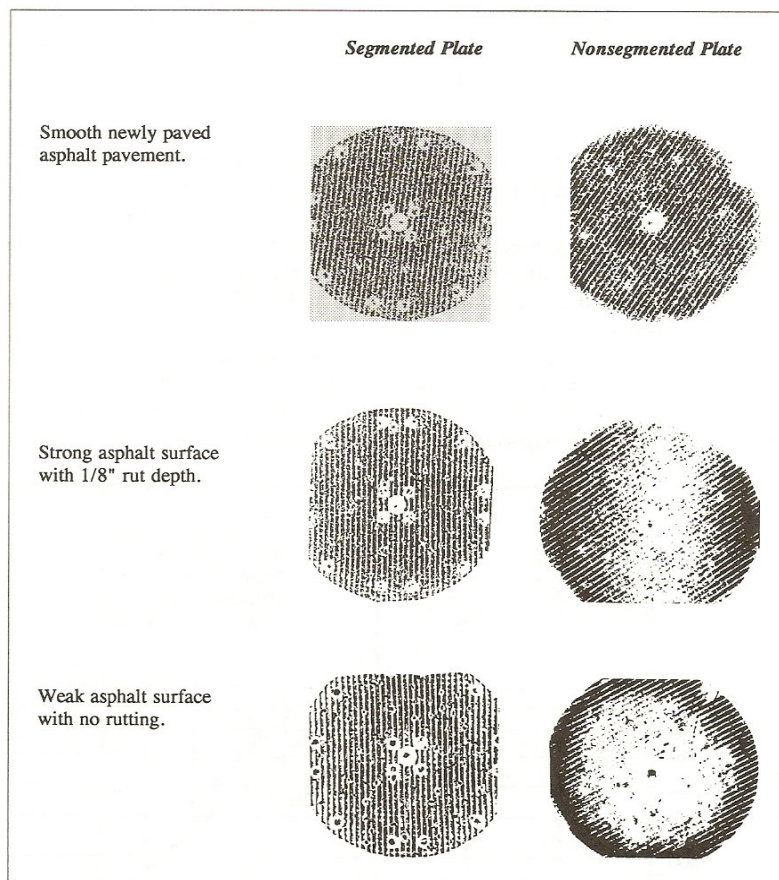 Segmented Plate Nonsegmented Plate
Smooth newly paved
asphalt pavement.
Strong asphalt surface
with 1/8" rut depth.
Weak asphalt surface
with no rutting.